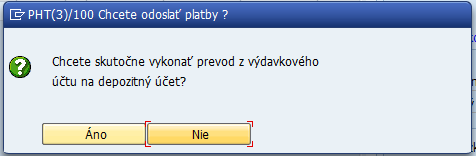 PHT(3)/100 Chcete odoslať platby ?
Chcete skutočne vykonať prevod z výdavkového
účtu na depozitný účet?
Áno
Nie